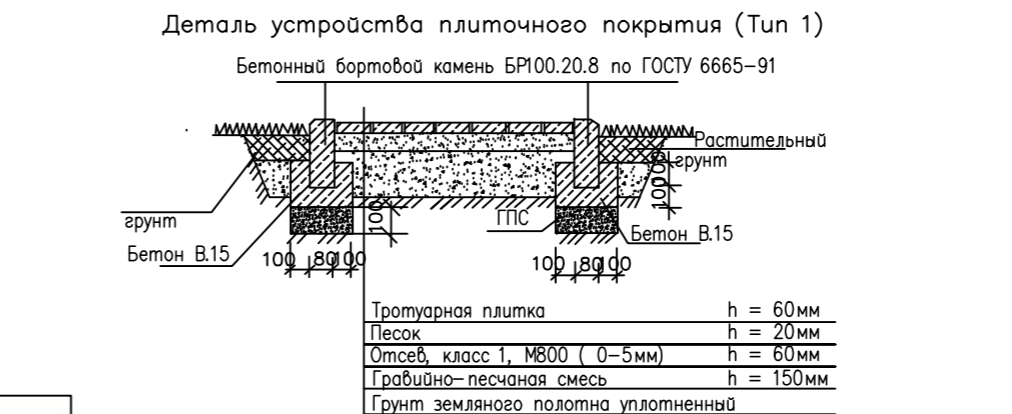 Деталь устройства плиточного покрытия (Тип 1)
Бетонный бортовой камень БР100.20.8 по ГОСТУ 6665-91
Растительный
грунт
грунт
Бетон В.15
ГПС
Бетон В.15
100
100
80
100
100
80
100
Тротуарная плитка h = 60мм
Песок h = 20мм
Отсев, класс 1, М800 ( 0-5мм) h = 60мм
Гравийно-песчаная смесь h = 150мм
Грунт земляного полотна уплотненный